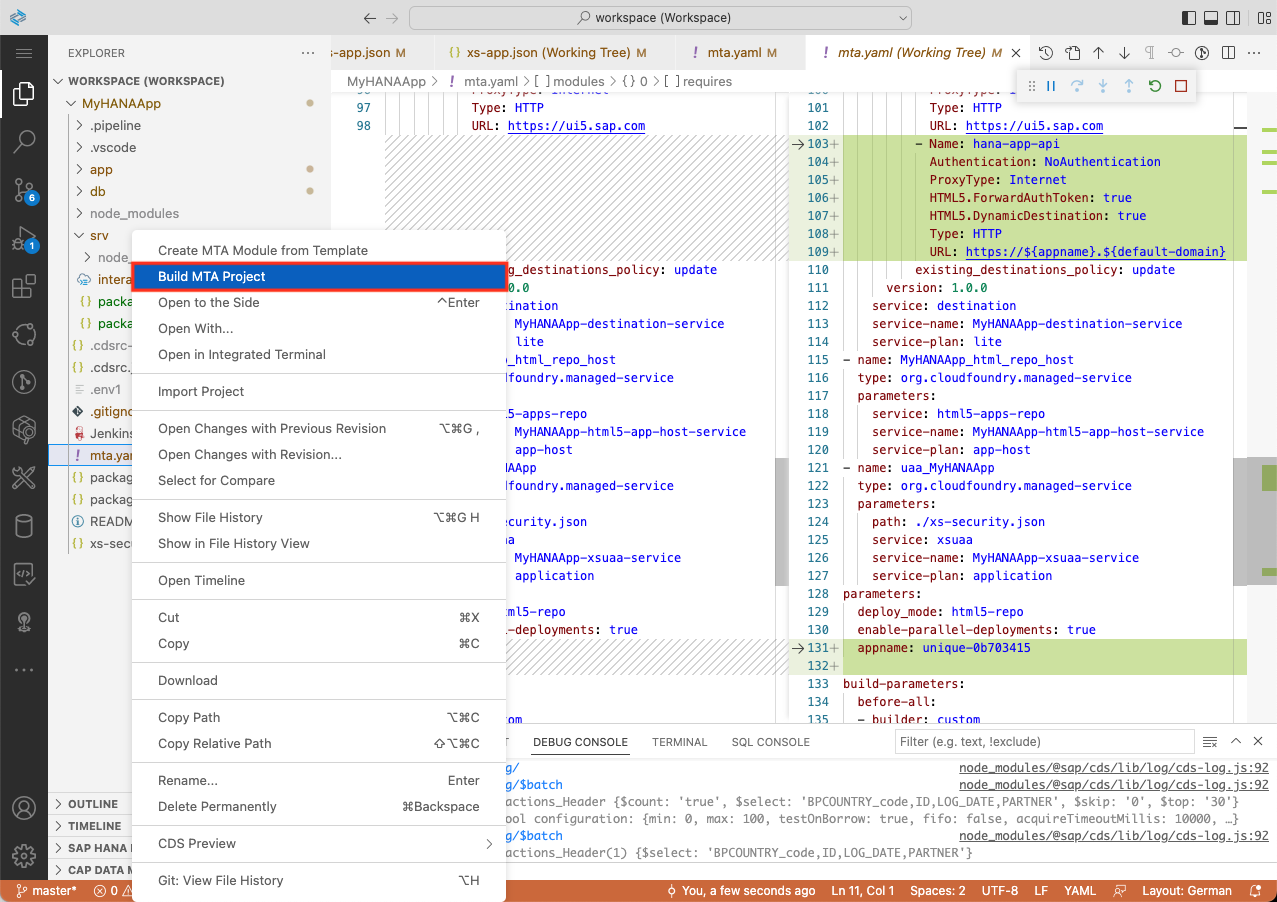 workspace (Workspace)
EXPLORER
WORKSPACE (WORKSPACE)
MyHANAApp
.pipeline
.vscode
app
db
node_modules
srv
node_
intera
packa
packa
.cdsrc-
.cdsrc.
.env1
.gitigno
Jenkins
mta.yam
packag
packag
README
xs-secu
OUTLINE
TIMELINE
SAP HANA
CAP DATA M
6
1
Create MTA Module from Template
Build MTA Project
Open to the Side ^Enter
Open With...
Open in Integrated Terminal
Import Project
Open Changes with Previous Revision ⌥⌘G ,
Open Changes with Revision...
Select for Compare
Show File History ⌥⌘G H
Show in File History View
Open Timeline
Cut ⌘X
Copy ⌘C
Download
Copy Path ⌥⌘C
Copy Relative Path ⇧⌥⌘C
Rename... Enter
Delete Permanently ⌘Backspace
CDS Preview
Git: View File History ⌥H
s-app.json M
{} xs-app.json (Working Tree) M
! mta.yaml M
! mta.yaml (Working Tree) M
MyHANAApp > ! mta.yaml > [ ] modules > {} 0 > [ ] requires
97 Type: HTTP
98 URL: https://ui5.sap.com
g_destinations_policy: update
0.0
ination
MyHANAApp-destination-service
lite
p_html_repo_host
dfoundry.managed-service
5-apps-repo
MyHANAApp-html5-app-host-service
app-host
NAApp
dfoundry.managed-service
ecurity.json
aa
MyHANAApp-xsuaa-service
application
ml5-repo
l-deployments: true
om
101 Type: HTTP
102 URL: https://ui5.sap.com
103+ - Name: hana-app-api
104+ Authentication: NoAuthentication
105+ ProxyType: Internet
106+ HTML5.ForwardAuthToken: true
107+ HTML5.DynamicDestination: true
108+ Type: HTTP
109+ URL: https://${appname}.${default-domain}
110 existing_destinations_policy: update
111 version: 1.0.0
112 service: destination
113 service-name: MyHANAApp-destination-service
114 service-plan: lite
115 - name: MyHANAApp_html_repo_host
116 type: org.cloudfoundry.managed-service
117 parameters:
118 service: html5-apps-repo
119 service-name: MyHANAApp-html5-app-host-service
120 service-plan: app-host
121 - name: uaa_MyHANAApp
122 type: org.cloudfoundry.managed-service
123 parameters:
124 path: ./xs-security.json
125 service: xsuaa
126 service-name: MyHANAApp-xsuaa-service
127 service-plan: application
128 parameters:
129 deploy_mode: html5-repo
130 enable-parallel-deployments: true
131+ appname: unique-0b703415
132+
133 build-parameters:
134 before-all:
135 - builder: custom
T DEBUG CONSOLE TERMINAL SQL CONSOLE
Filter (e.g. text, !exclude)
g/ node_modules/@sap/cds/lib/log/cds-log.js:92
g/$batch node_modules/@sap/cds/lib/log/cds-log.js:92
actions_Header {$count: 'true', $select: 'BPCOUNTRY_code,ID,LOG_DATE,PARTNER', $skip: '0', $top: '30'}
ool configuration: {min: 0, max: 100, testOnBorrow: true, fifo: false, acquireTimeoutMillis: 10000, …}
g/$batch node_modules/@sap/cds/lib/log/cds-log.js:92
actions_Header(1) {$select: 'BPCOUNTRY_code,ID,LOG_DATE,PARTNER'}
master* 0 You, a few seconds ago Ln 11, Col 1 Spaces: 2 UTF-8 LF YAML Layout: German